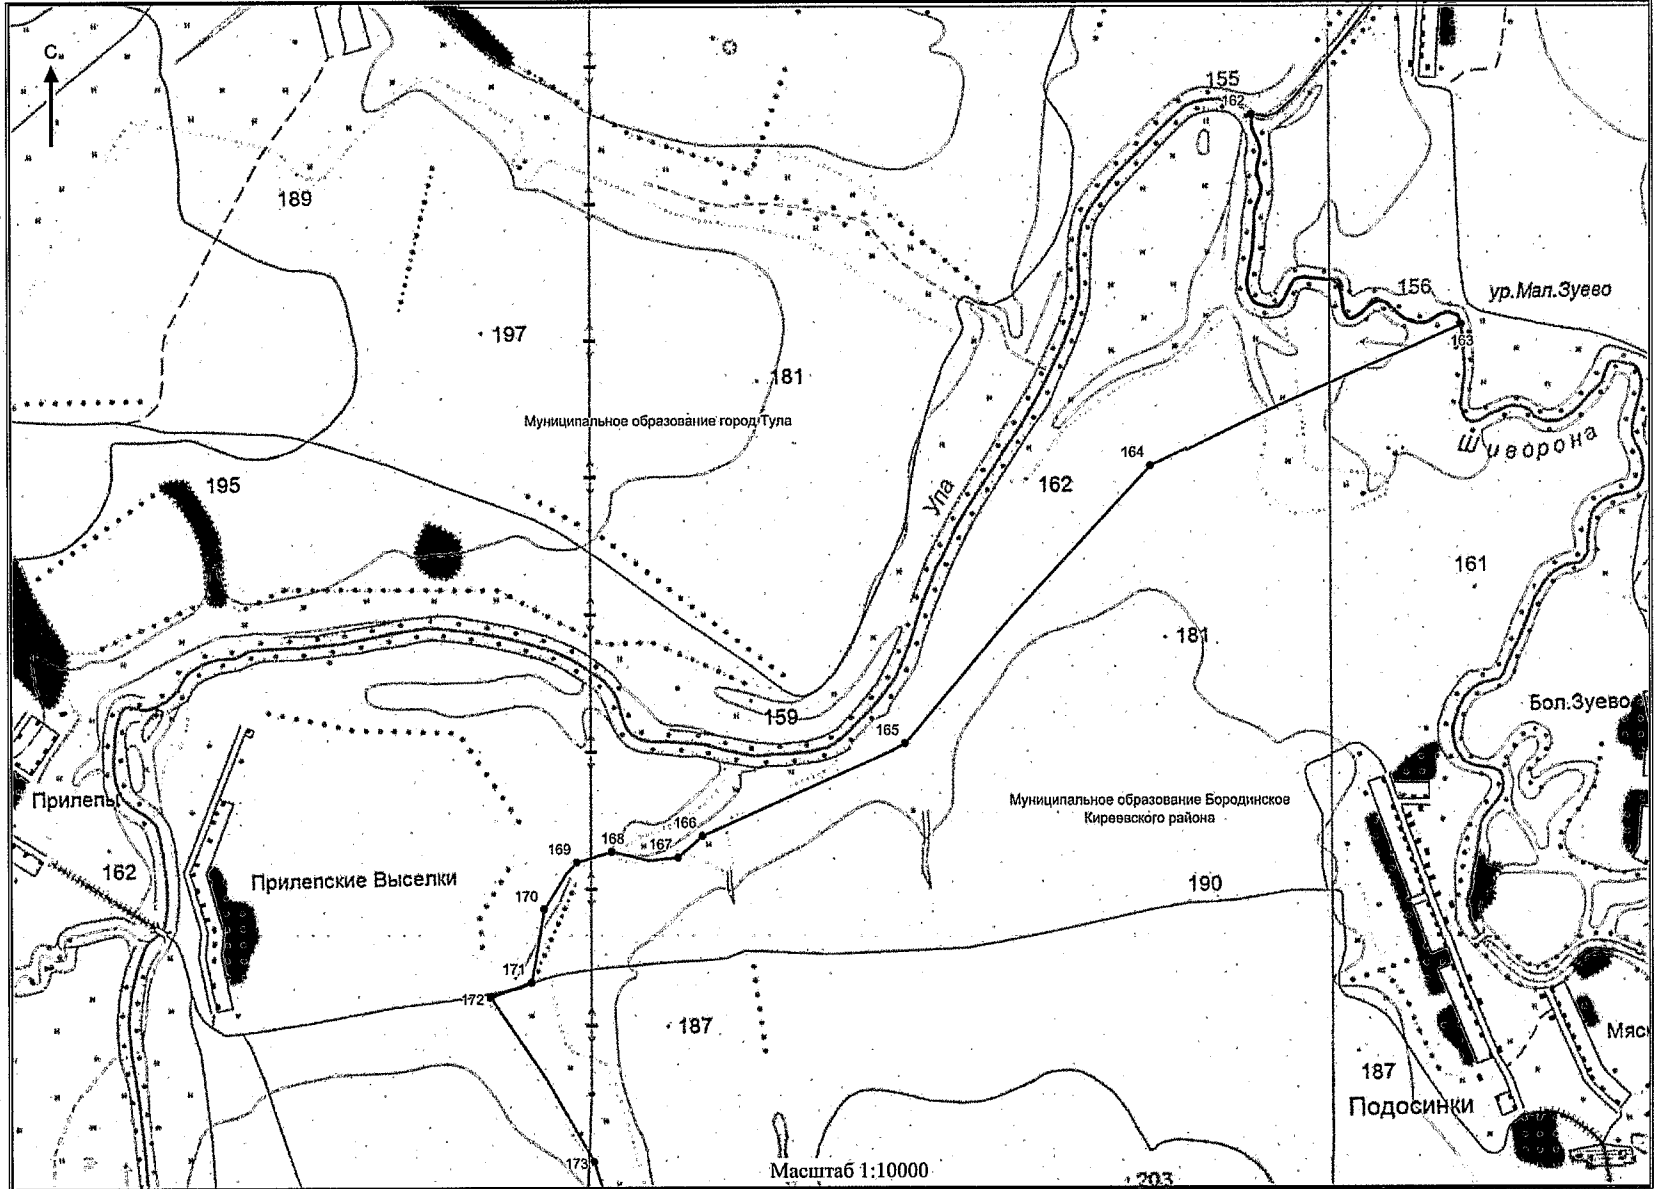 С
155
162
189
156
ур.Мал.Зуево
163
197
181
Муниципальное образование город Тула
Шиворона
164
195
162
Упа
161
181
Бол.Зуево
159
165
Прилепы
Муниципальное образование Бородинское
Киреевского района
166
168
167
169
162
Прилепские Выселки
190
170
171
172
187
187
Подосинки
173
Масштаб 1:10000
203